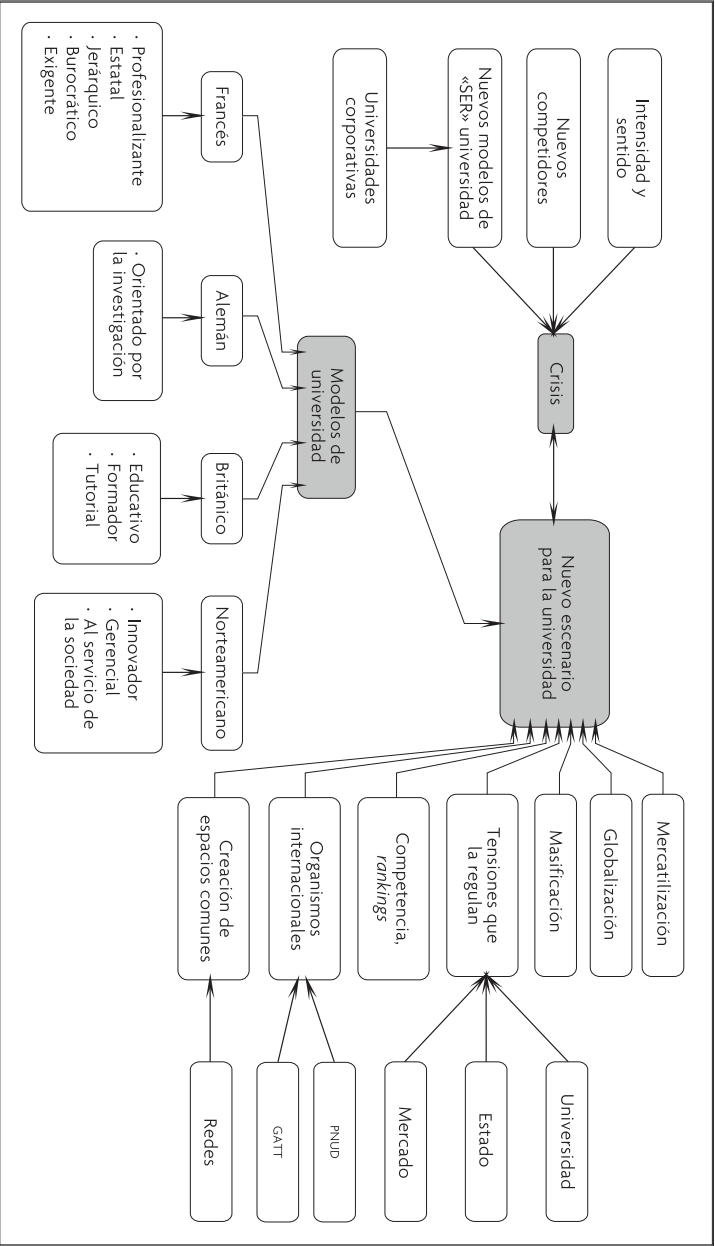 Intensidad y
sentido
Nuevos
competidores
Nuevos modelos de
«SER» universidad
Universidades
corporativas
Crisis
Nuevo escenario
para la universidad
Mercatilización
Globalización
Masificación
Tensiones que
la regulan
Competencia,
rankings
Organismos
internacionales
Creación de
espacios comunes
Universidad
Estado
Mercado
PNUD
GATT
Redes
Modelos de
universidad
Francés
Alemán
Británico
Norteamericano
· Profesionalizante
· Estatal
· Jerárquico
· Burocrático
· Exigente
· Orientado por
la investigación
· Educativo
· Formador
· Tutorial
· Innovador
· Gerencial
· Al servicio de
la sociedad